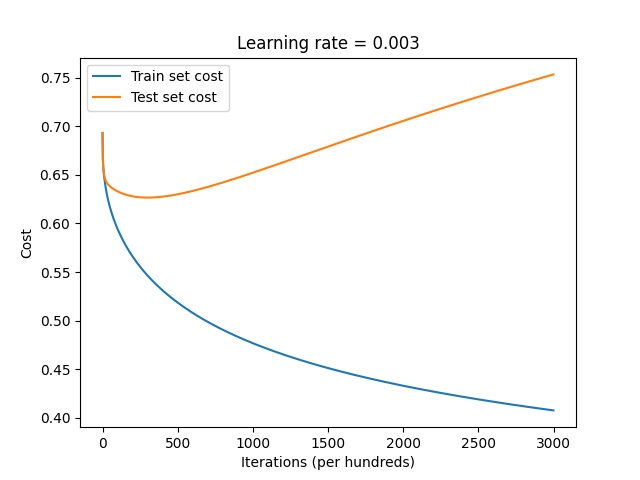 Learning rate = 0.003
Train set cost
Test set cost
0.75
0.70
0.65
0.60
0.55
0.50
0.45
0.40
Cost
0 500 1000 1500 2000 2500 3000
Iterations (per hundreds)